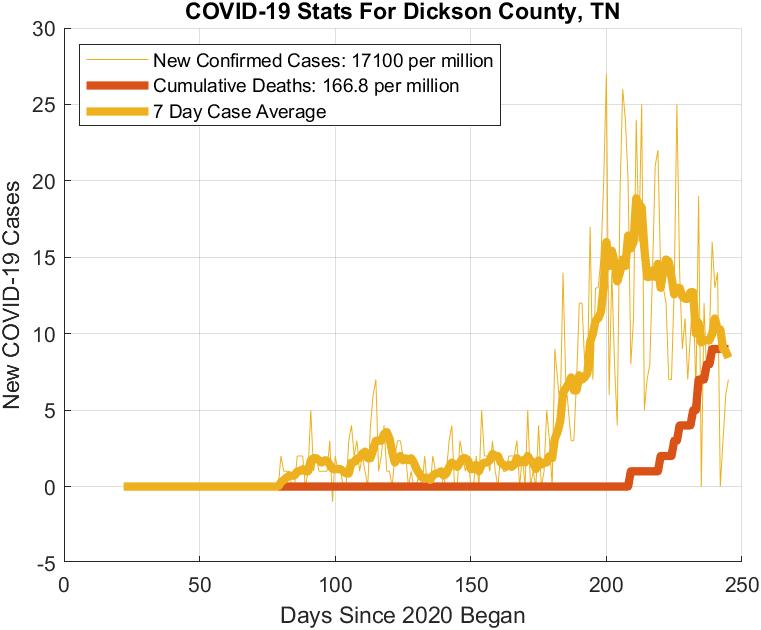 COVID-19 Stats For Dickson County, TN
New Confirmed Cases: 17100 per million
Cumulative Deaths: 166.8 per million
7 Day Case Average
New COVID-19 Cases
30
25
20
15
10
5
0
-5
0 50 100 150 200 250
Days Since 2020 Began